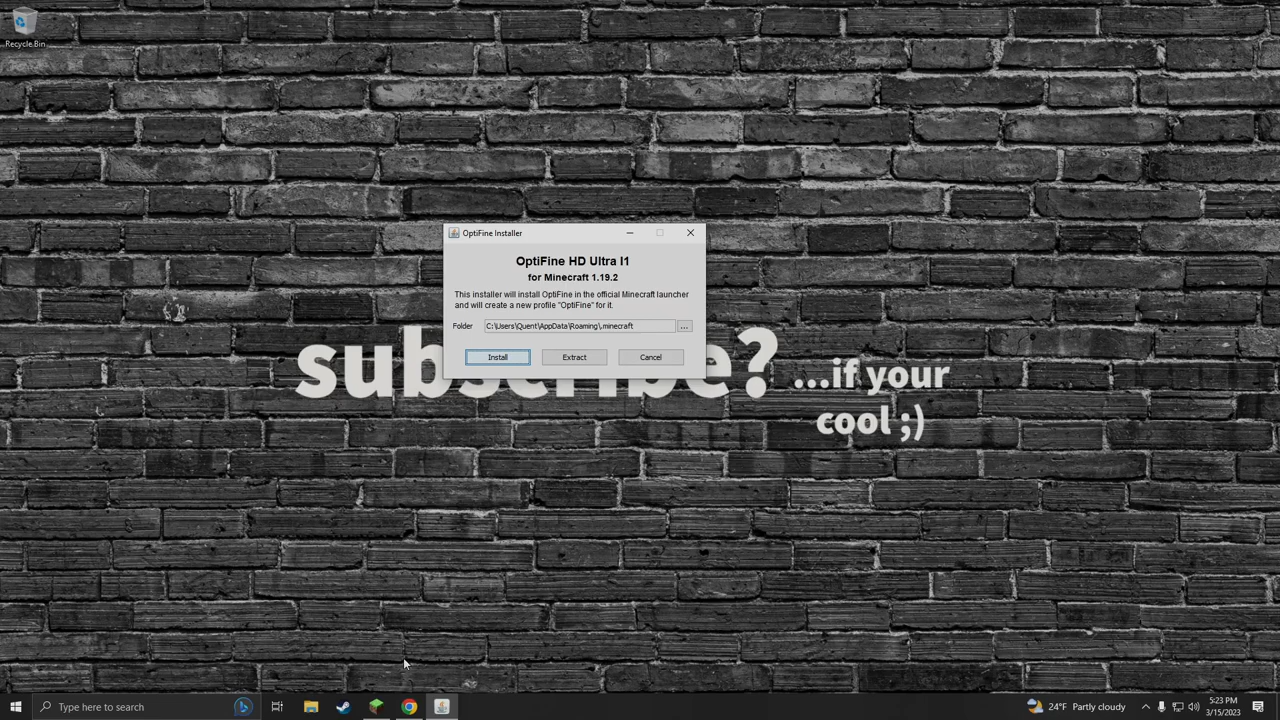 Recycle Bin
OptiFine Installer
OptiFine HD Ultra I1
for Minecraft 1.19.2
This installer will install OptiFine in the official Minecraft launcher
and will create a new profile "OptiFine" for it.
Folder C:\Users\Quent\AppData\Roaming\.minecraft ...
Install Extract Cancel
subscribe? ...if your
cool ;)
Type here to search
24°F Partly cloudy
5:23 PM
3/15/2023